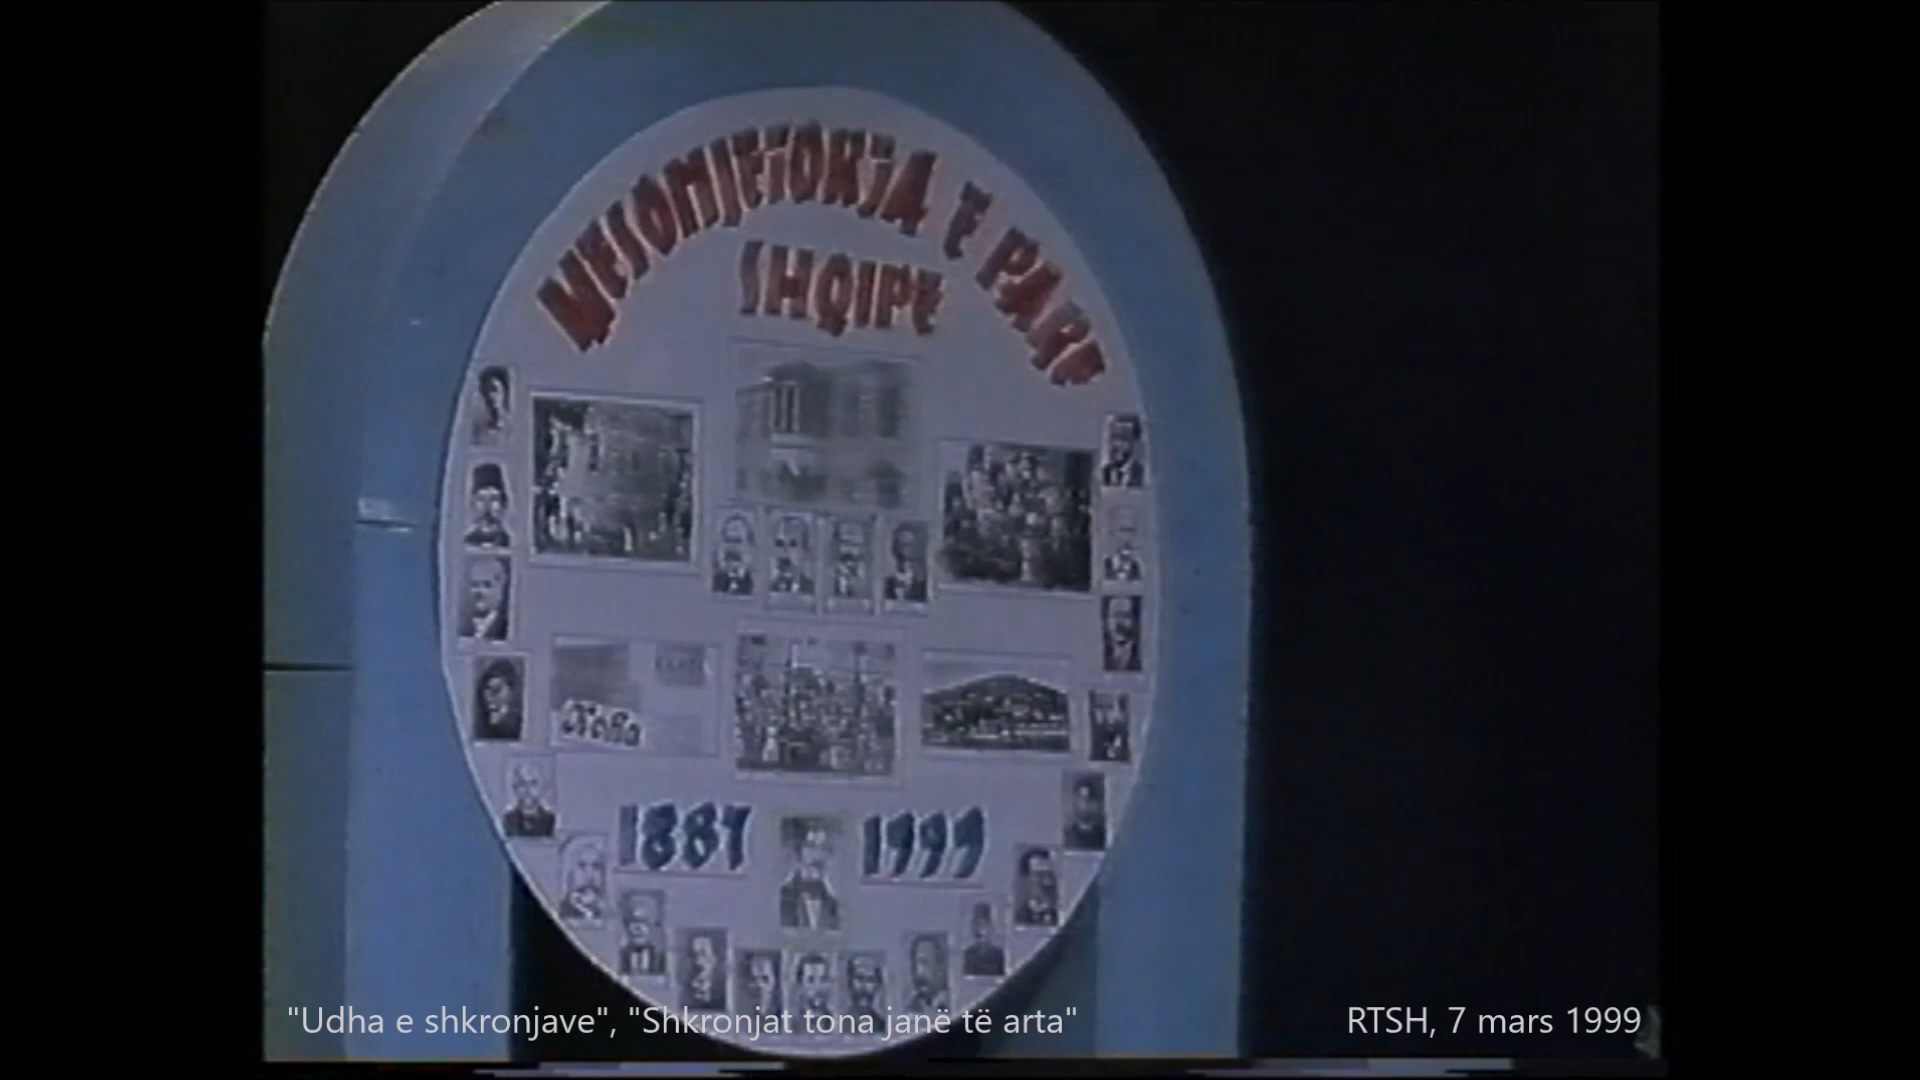 MËSONJËTORJA E PARË
SHQIPE
1887 1999
"Udha e shkronjave", "Shkronjat tona janë të arta"
RTSH, 7 mars 1999